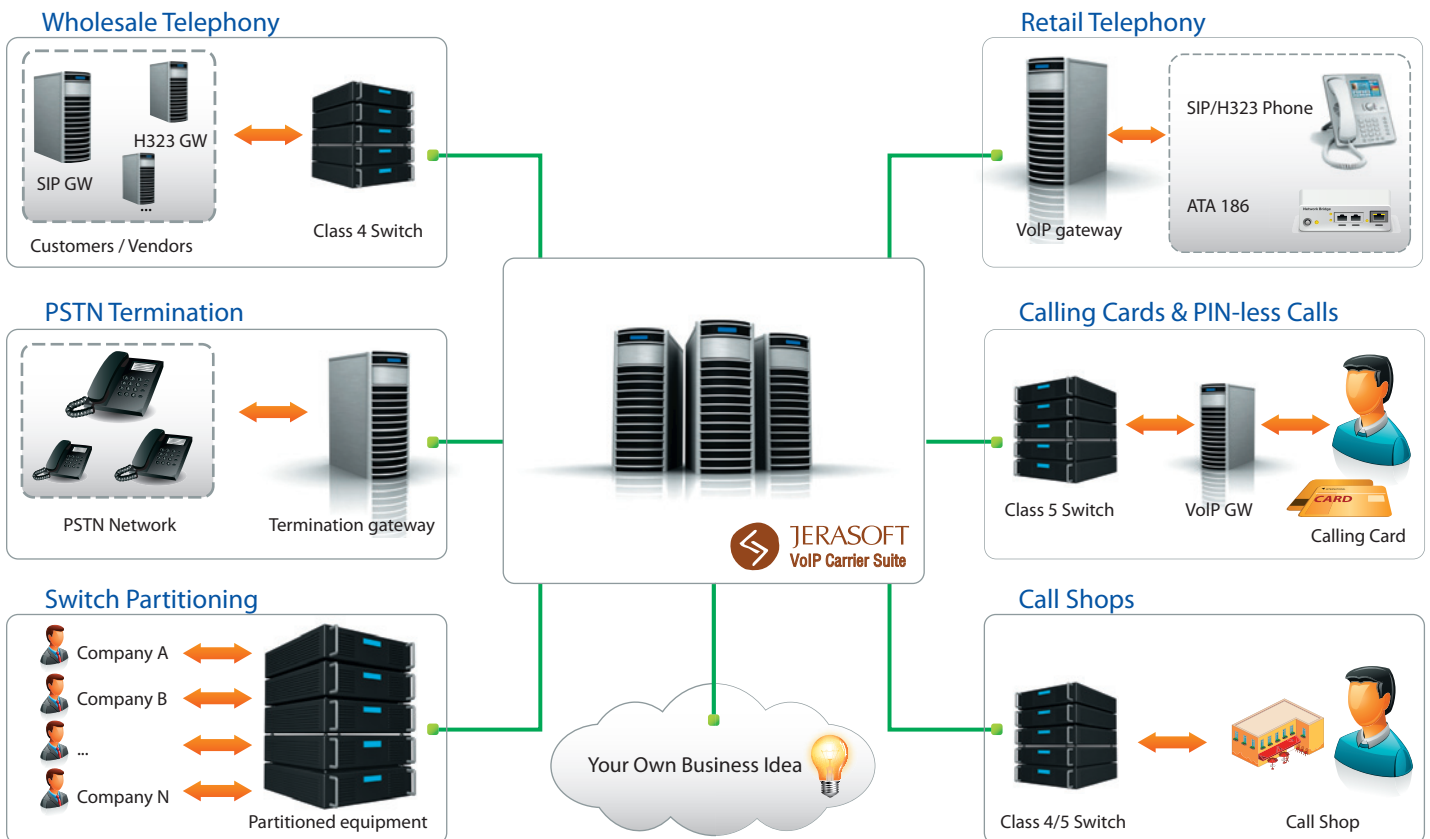 Wholesale Telephony
H323 GW
SIP GW
...
Customers / Vendors
Class 4 Switch
Retail Telephony
SIP/H323 Phone
ATA 186
Network Bridge
VoIP gateway
PSTN Termination
PSTN Network
Termination gateway
JERASOFT
VoIP Carrier Suite
Calling Cards & PIN-less Calls
Class 5 Switch
VoIP GW
CARD
Calling Card
Switch Partitioning
Company A
Company B
...
Company N
Partitioned equipment
Your Own Business Idea
Call Shops
Class 4/5 Switch
Call Shop